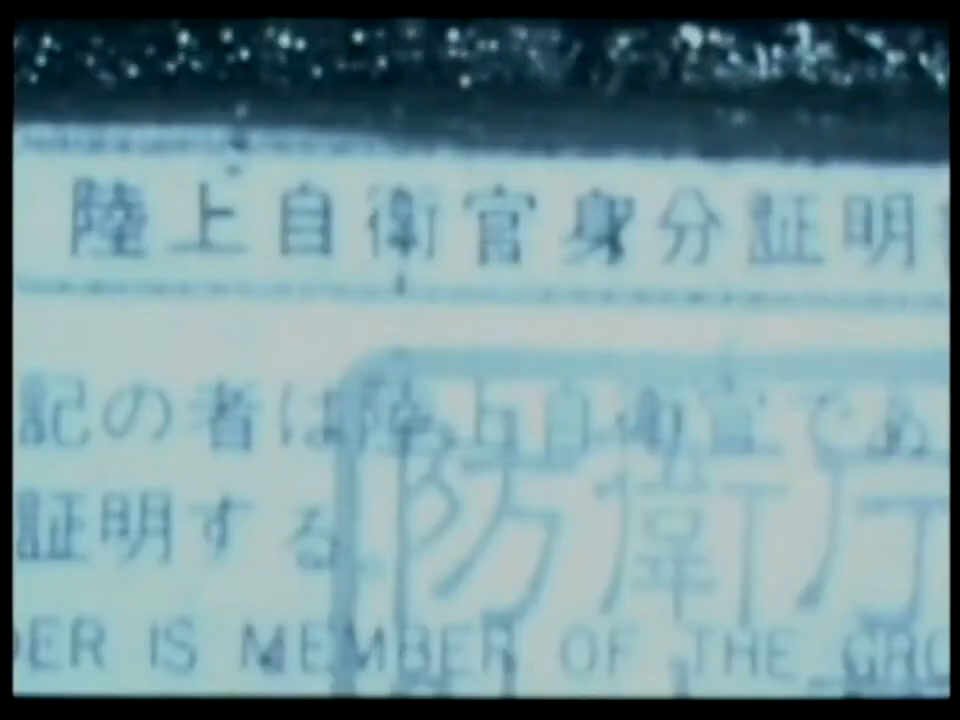 陸上自衛官身分証明
記の者は陸上自衛官であ
証明する
防衛庁
DER IS MEMBER OF THE GRO